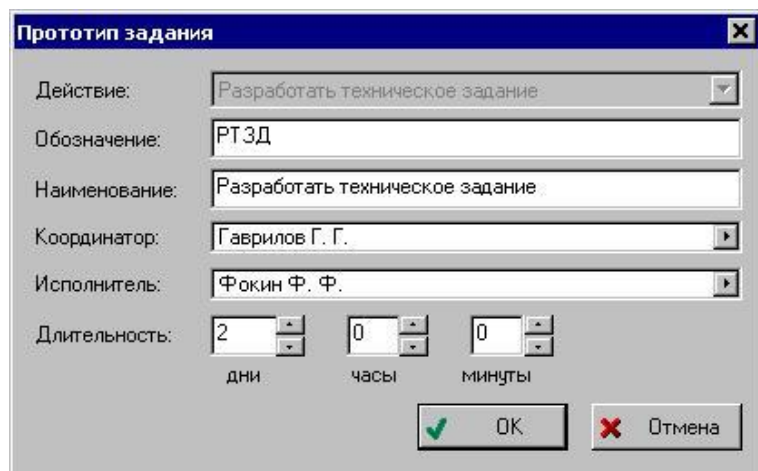 Прототип задания
Действие: Разработать техническое задание
Обозначение: РТЗД
Наименование: Разработать техническое задание
Координатор: Гаврилов Г. Г.
Исполнитель: Фокин Ф. Ф.
Длительность: 2 0 0
дни часы минуты
OK Отмена